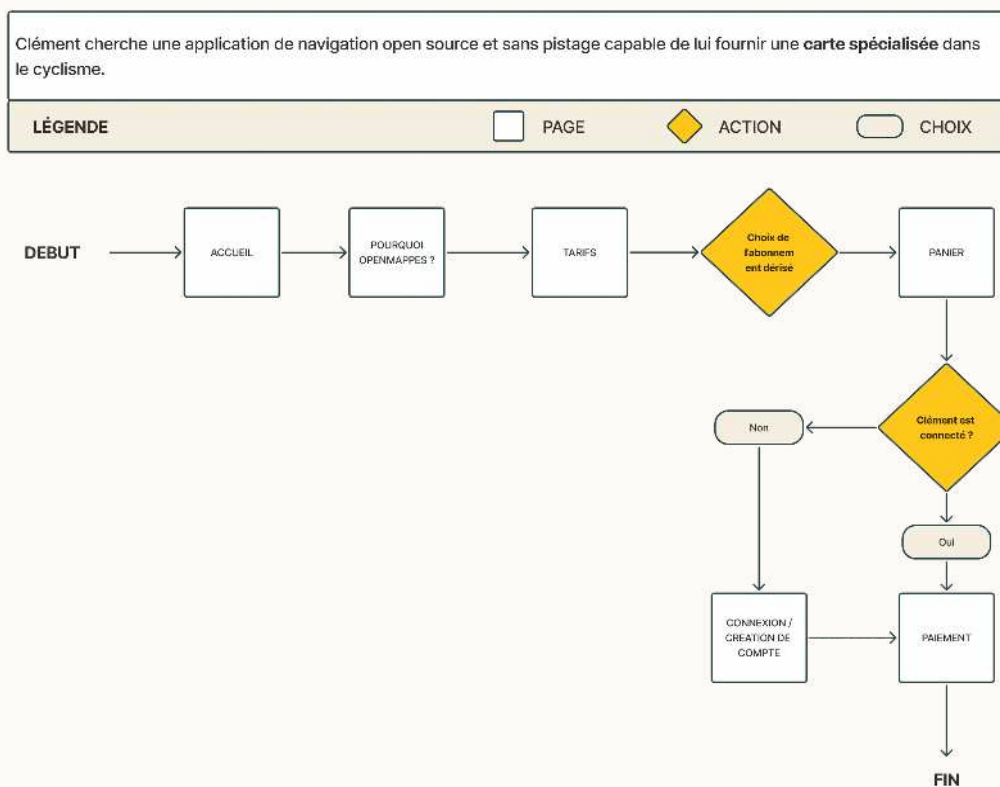 Clément cherche une application de navigation open source et sans pistage capable de lui fournir une carte spécialisée dans
le cyclisme.
LÉGENDE
PAGE
ACTION
CHOIX
DEBUT
ACCUEIL
POURQUOI
OPENMAPPES ?
TARIFS
Choix de
l'abonnem
ent dérisé
PANIER
Clément est
connecté ?
Non
Oui
CONNEXION /
CREATION DE
COMPTE
PAIEMENT
FIN